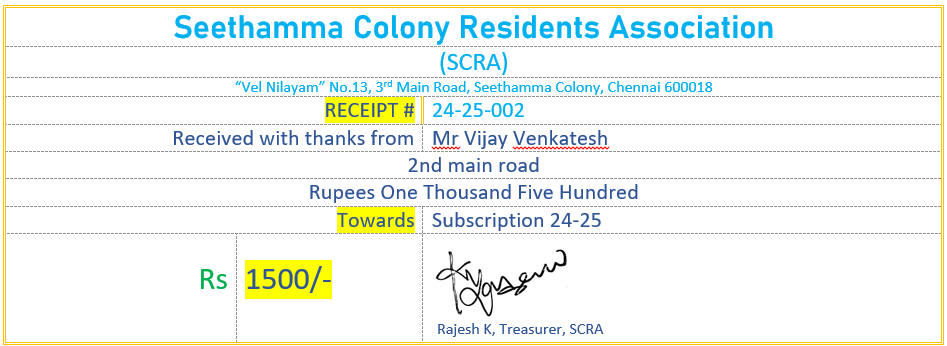 Seethamma Colony Residents Association
(SCRA)
“Vel Nilayam” No.13, 3rd Main Road, Seethamma Colony, Chennai 600018
RECEIPT # 24-25-002
Received with thanks from Mr Vijay Venkatesh
2nd main road
Rupees One Thousand Five Hundred
Towards Subscription 24-25
Rs 1500/-
Rajesh K, Treasurer, SCRA